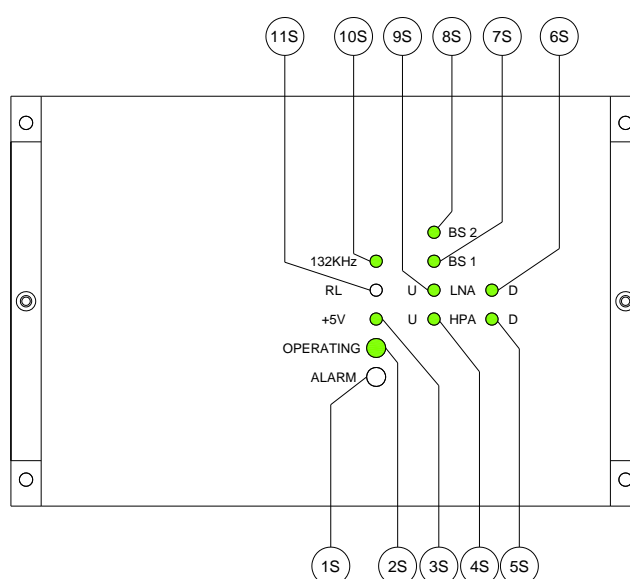 11S 10S 9S 8S 7S 6S
BS 2
132KHz BS 1
RL U LNA D
+5V U HPA D
OPERATING
ALARM
1S 2S 3S 4S 5S